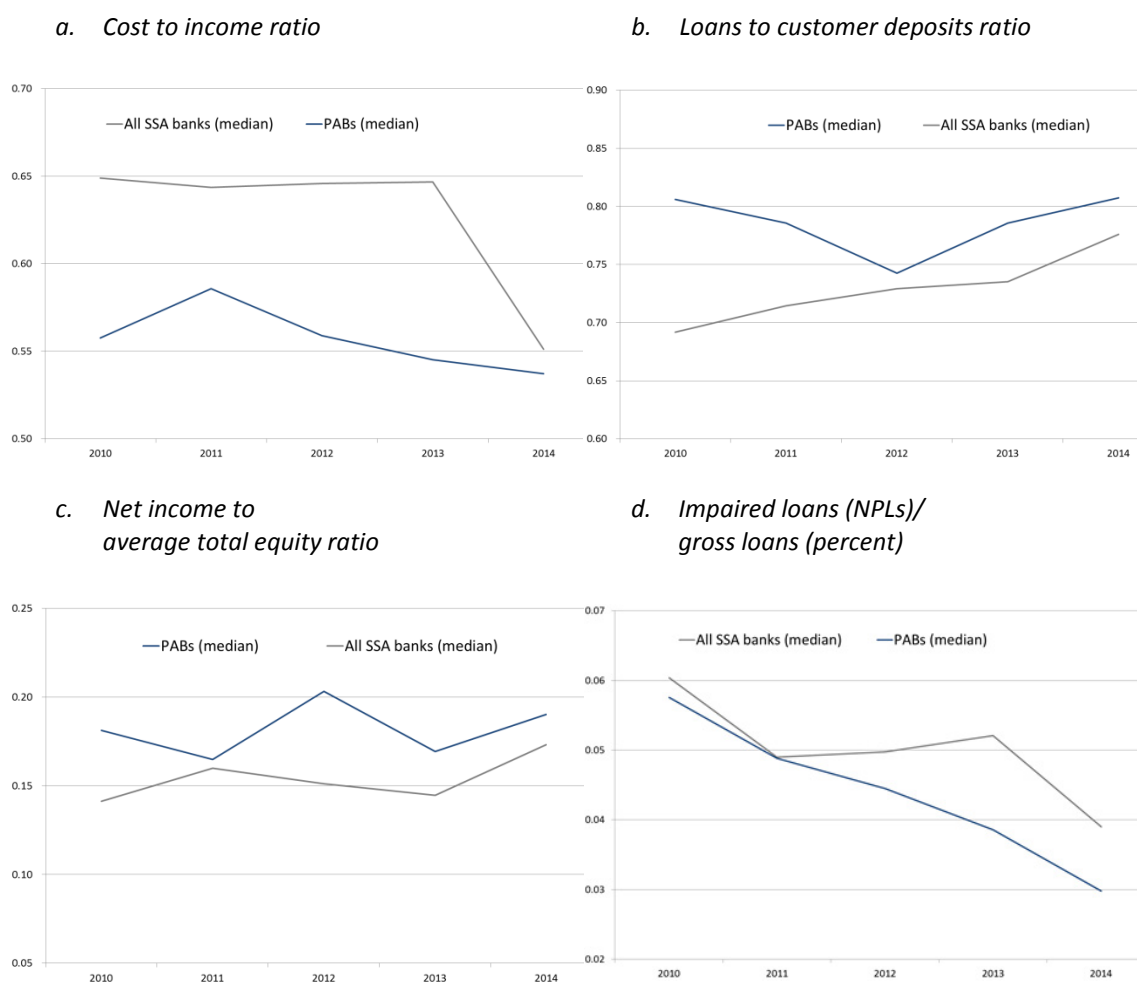 a. Cost to income ratio
0.70
All SSA banks (median) PABs (median)
0.65
0.60
0.55
0.50
2010 2011 2012 2013 2014
b. Loans to customer deposits ratio
0.90
PABs (median) All SSA banks (median)
0.85
0.80
0.75
0.70
0.65
0.60
2010 2011 2012 2013 2014
c. Net income to
average total equity ratio
0.25
PABs (median) All SSA banks (median)
0.20
0.15
0.10
0.05
2010 2011 2012 2013 2014
d. Impaired loans (NPLs)/
gross loans (percent)
0.07
All SSA banks (median) PABs (median)
0.06
0.05
0.04
0.03
0.02
2010 2011 2012 2013 2014